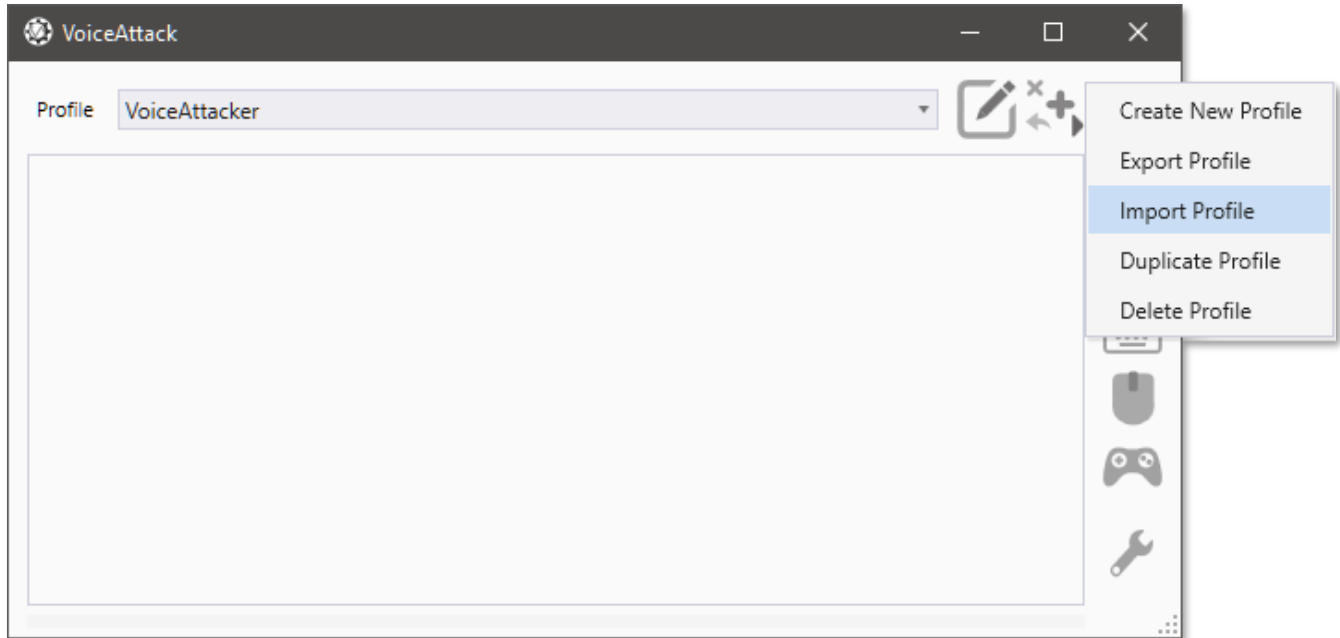 VoiceAttack
Profile
VoiceAttacker
Create New Profile
Export Profile
Import Profile
Duplicate Profile
Delete Profile